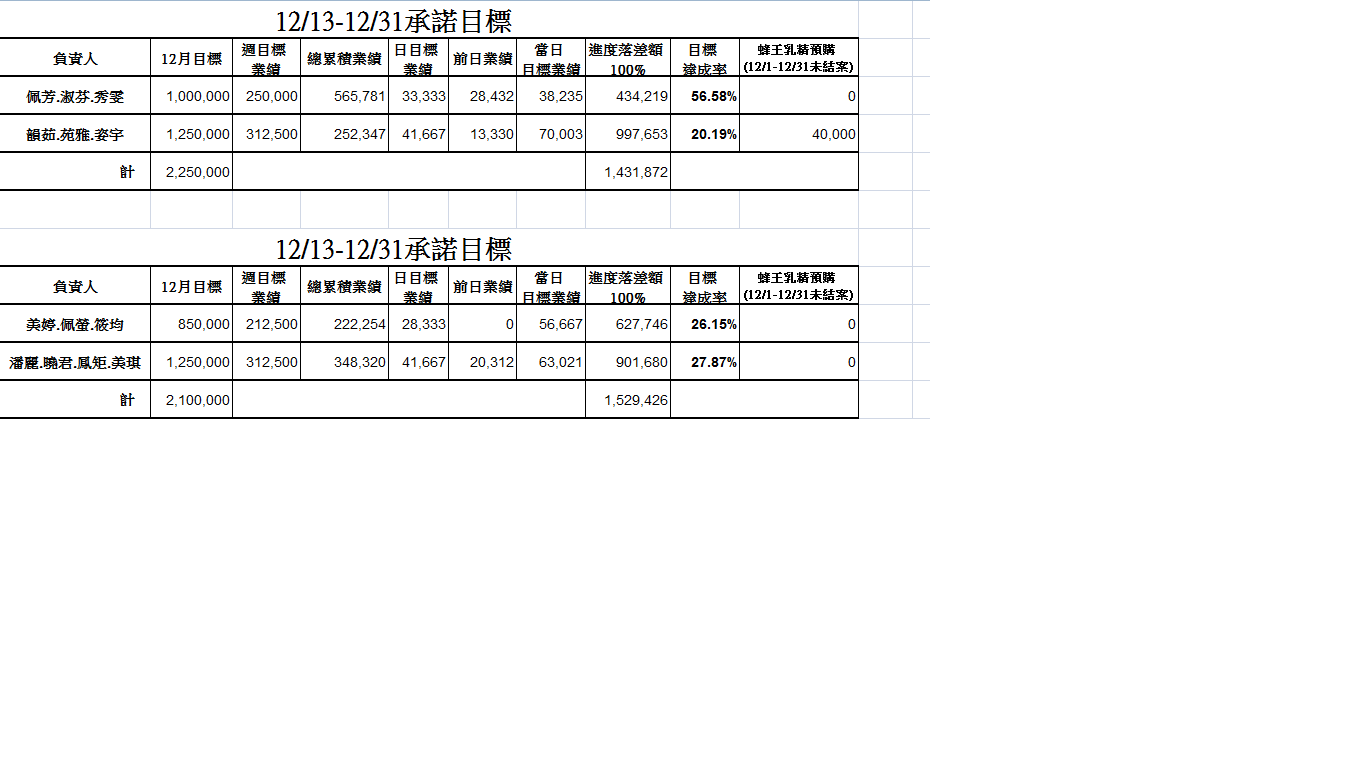 12/13-12/31承諾目標
負責人 12月目標 週目標業績 總累積業績 日目標業績 前日業績 當日目標業績 進度落差額100% 目標達成率 蜂王乳精預購(12/1-12/31未結案)
佩芳.淑芬.秀雯 1,000,000 250,000 565,781 33,333 28,432 38,235 434,219 56.58% 0
韻茹.苑雅.姿宇 1,250,000 312,500 252,347 41,667 13,330 70,003 997,653 20.19% 40,000
計 2,250,000 1,431,872
12/13-12/31承諾目標
負責人 12月目標 週目標業績 總累積業績 日目標業績 前日業績 當日目標業績 進度落差額100% 目標達成率 蜂王乳精預購(12/1-12/31未結案)
美婷.佩螢.筱均 850,000 212,500 222,254 28,333 0 56,667 627,746 26.15% 0
潘麗.曉君.鳳矩.美琪 1,250,000 312,500 348,320 41,667 20,312 63,021 901,680 27.87% 0
計 2,100,000 1,529,426